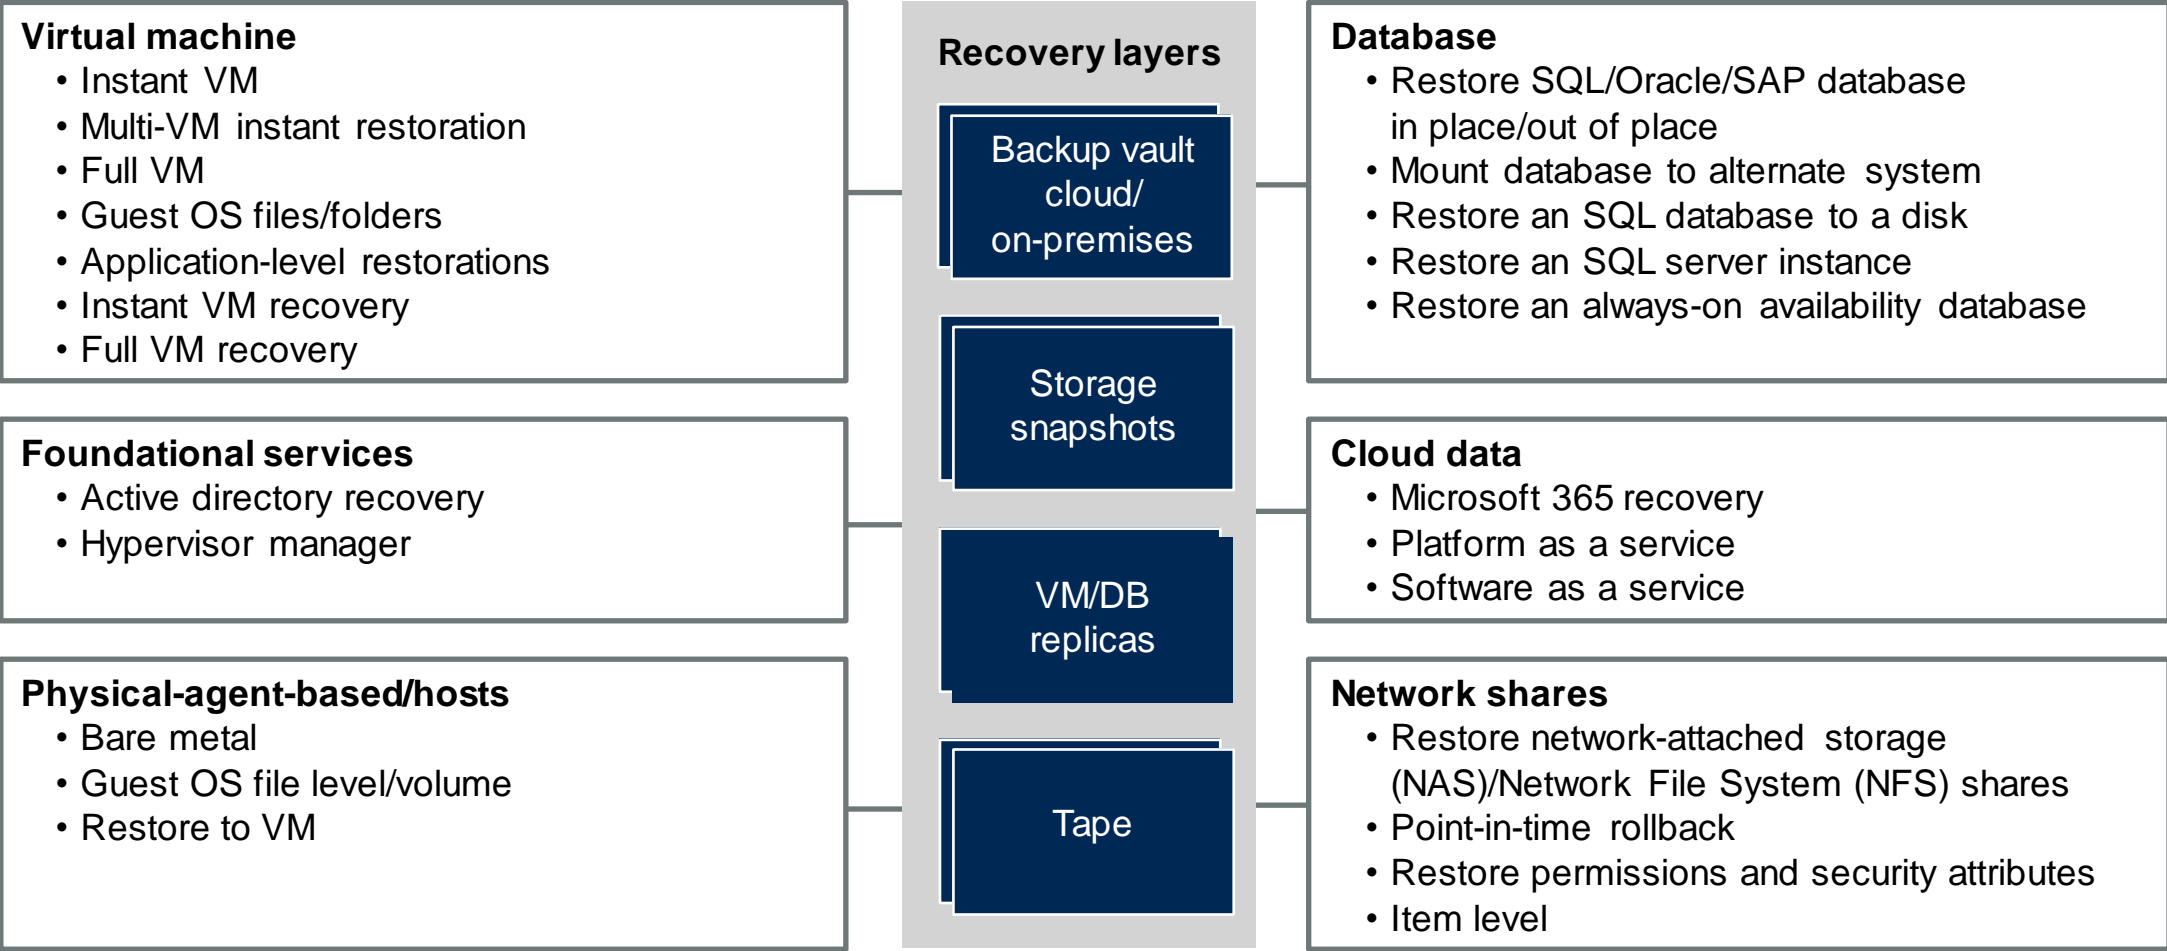 Virtual machine
• Instant VM
• Multi-VM instant restoration
• Full VM
• Guest OS files/folders
• Application-level restorations
• Instant VM recovery
• Full VM recovery
Foundational services
• Active directory recovery
• Hypervisor manager
Physical-agent-based/hosts
• Bare metal
• Guest OS file level/volume
• Restore to VM
Recovery layers
Backup vault
cloud/
on-premises
Storage
snapshots
VM/DB
replicas
Tape
Database
• Restore SQL/Oracle/SAP database
in place/out of place
• Mount database to alternate system
• Restore an SQL database to a disk
• Restore an SQL server instance
• Restore an always-on availability database
Cloud data
• Microsoft 365 recovery
• Platform as a service
• Software as a service
Network shares
• Restore network-attached storage
(NAS)/Network File System (NFS) shares
• Point-in-time rollback
• Restore permissions and security attributes
• Item level